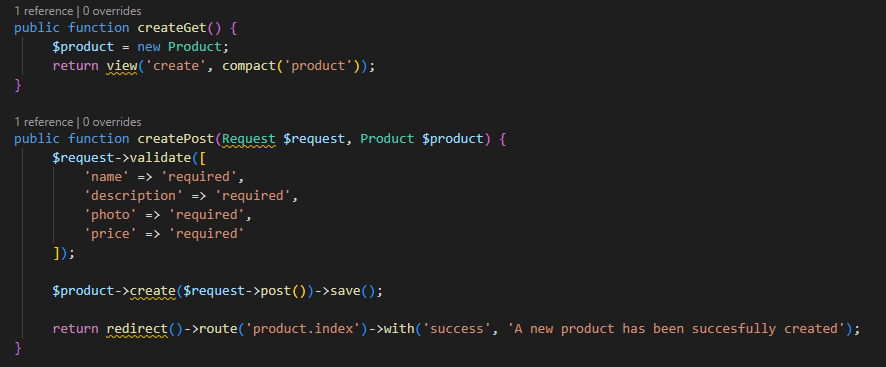 1 reference | 0 overrides
public function createGet() {
$product = new Product;
return view('create', compact('product'));
}
1 reference | 0 overrides
public function createPost(Request $request, Product $product) {
$request->validate([
'name' => 'required',
'description' => 'required',
'photo' => 'required',
'price' => 'required'
]);
$product->create($request->post())->save();
return redirect()->route('product.index')->with('success', 'A new product has been succesfully created');
}